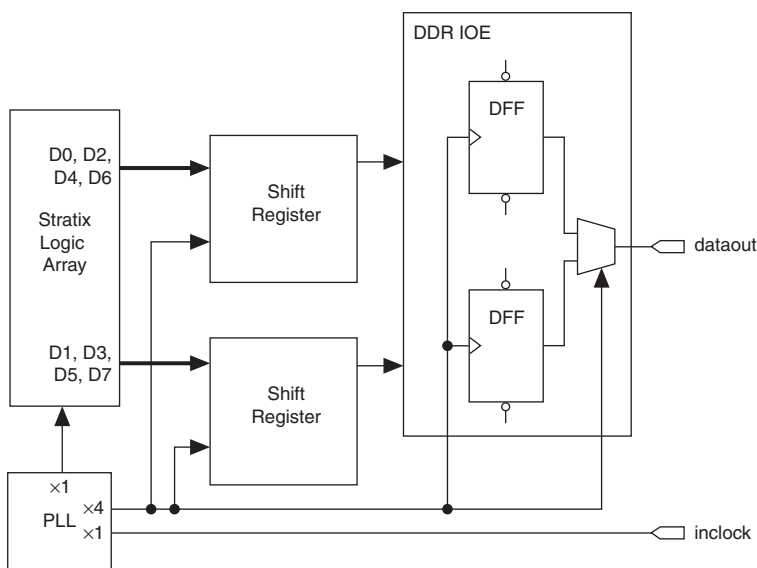 DDR IOE
DFF
D0, D2,
D4, D6
Stratix
Logic
Array
Shift
Register
dataout
DFF
D1, D3,
D5, D7
Shift
Register
×1
×4
PLL
×1
inclock